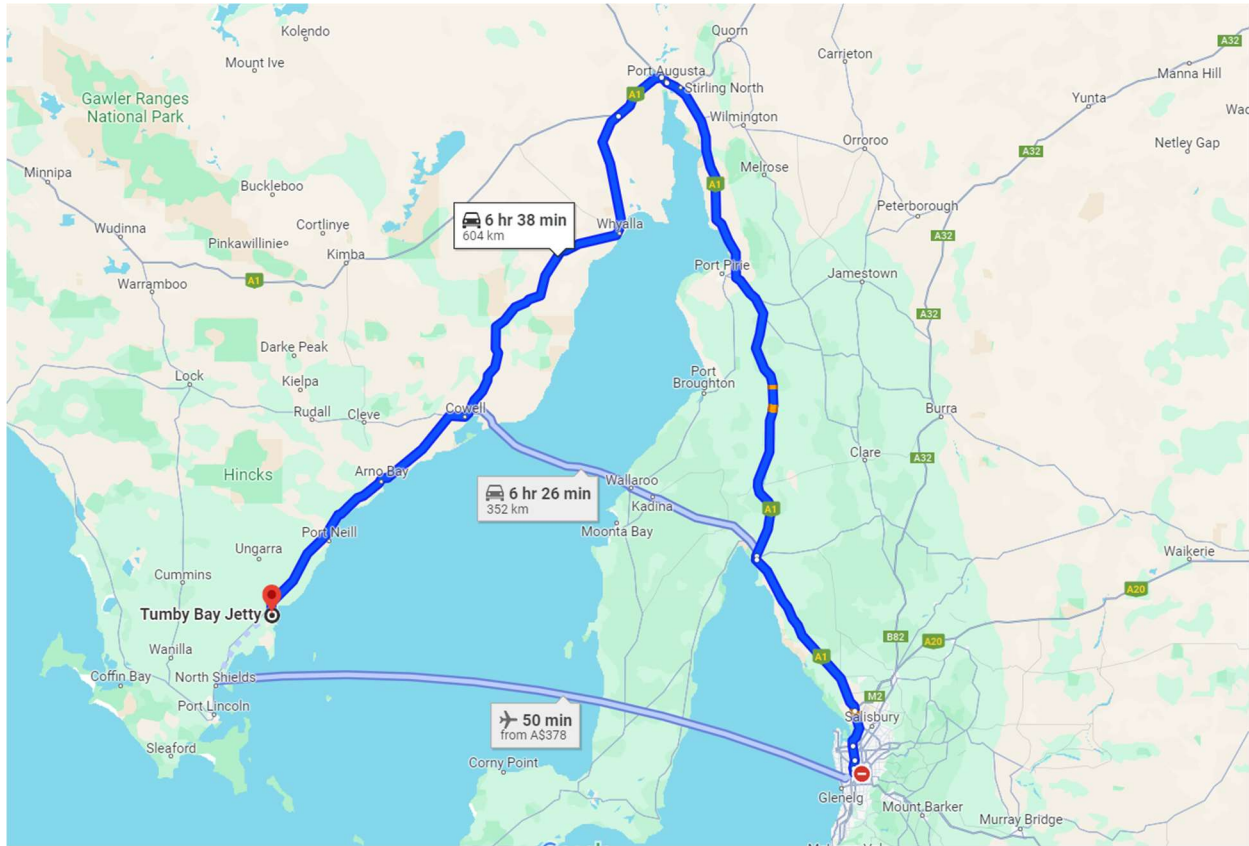 Kolendo
Quorn
Carrieton
A32
Mount Ive
Port Augusta
Manna Hill
Stirling North
A1
Gawler Ranges
National Park
Yunta
Wilmington
Orroroo
A32
Netley Gap
Melrose
Minnipa
Buckleboo
A1
Peterborough
6 hr 38 min
604 km
Cortlinye
Whyalla
Wudinna
A32
Pinkawillinie
Kimba
Port Pirie
Jamestown
A1
Warramboo
A32
Darke Peak
Lock
Kielpa
Port
Broughton
Rudall
Cleve
Cowell
Burra
Clare
A32
Hincks
Arno Bay
Wallaroo
6 hr 26 min
352 km
Kadina
A1
Moonta Bay
Port Neill
Ungarra
Waikerie
Cummins
A20
Tumby Bay Jetty
B82
A20
Wanilla
A1
Coffin Bay
North Shields
M2
Port Lincoln
50 min
from A$378
Salisbury
Sleaford
Corny Point
Glenelg
Mount Barker
Murray Bridge